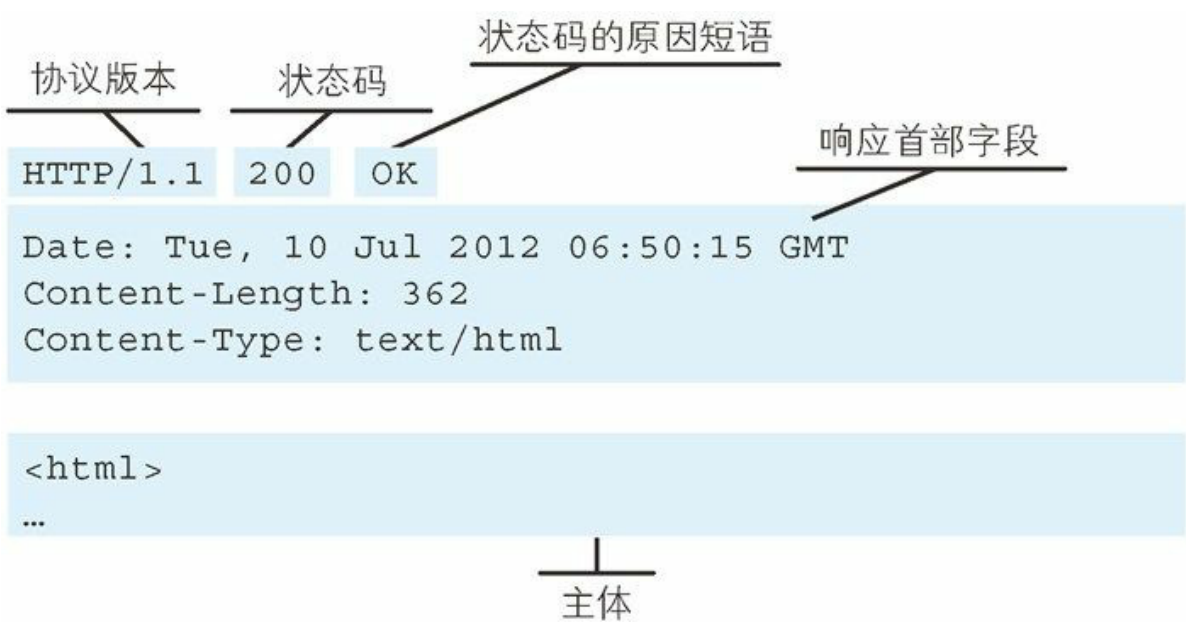 状态码的原因短语
协议版本 状态码
响应首部字段
HTTP/1.1 200 OK
Date: Tue, 10 Jul 2012 06:50:15 GMT
Content-Length: 362
Content-Type: text/html
<html>
…
主体